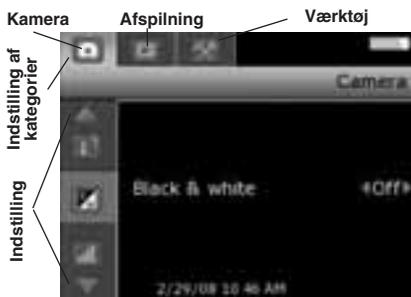 Kamera Afspilning Værktøj
Indstilling af
kategorier
Camera
Indstilling
Black & white Off
2/29/08 10 46 AM